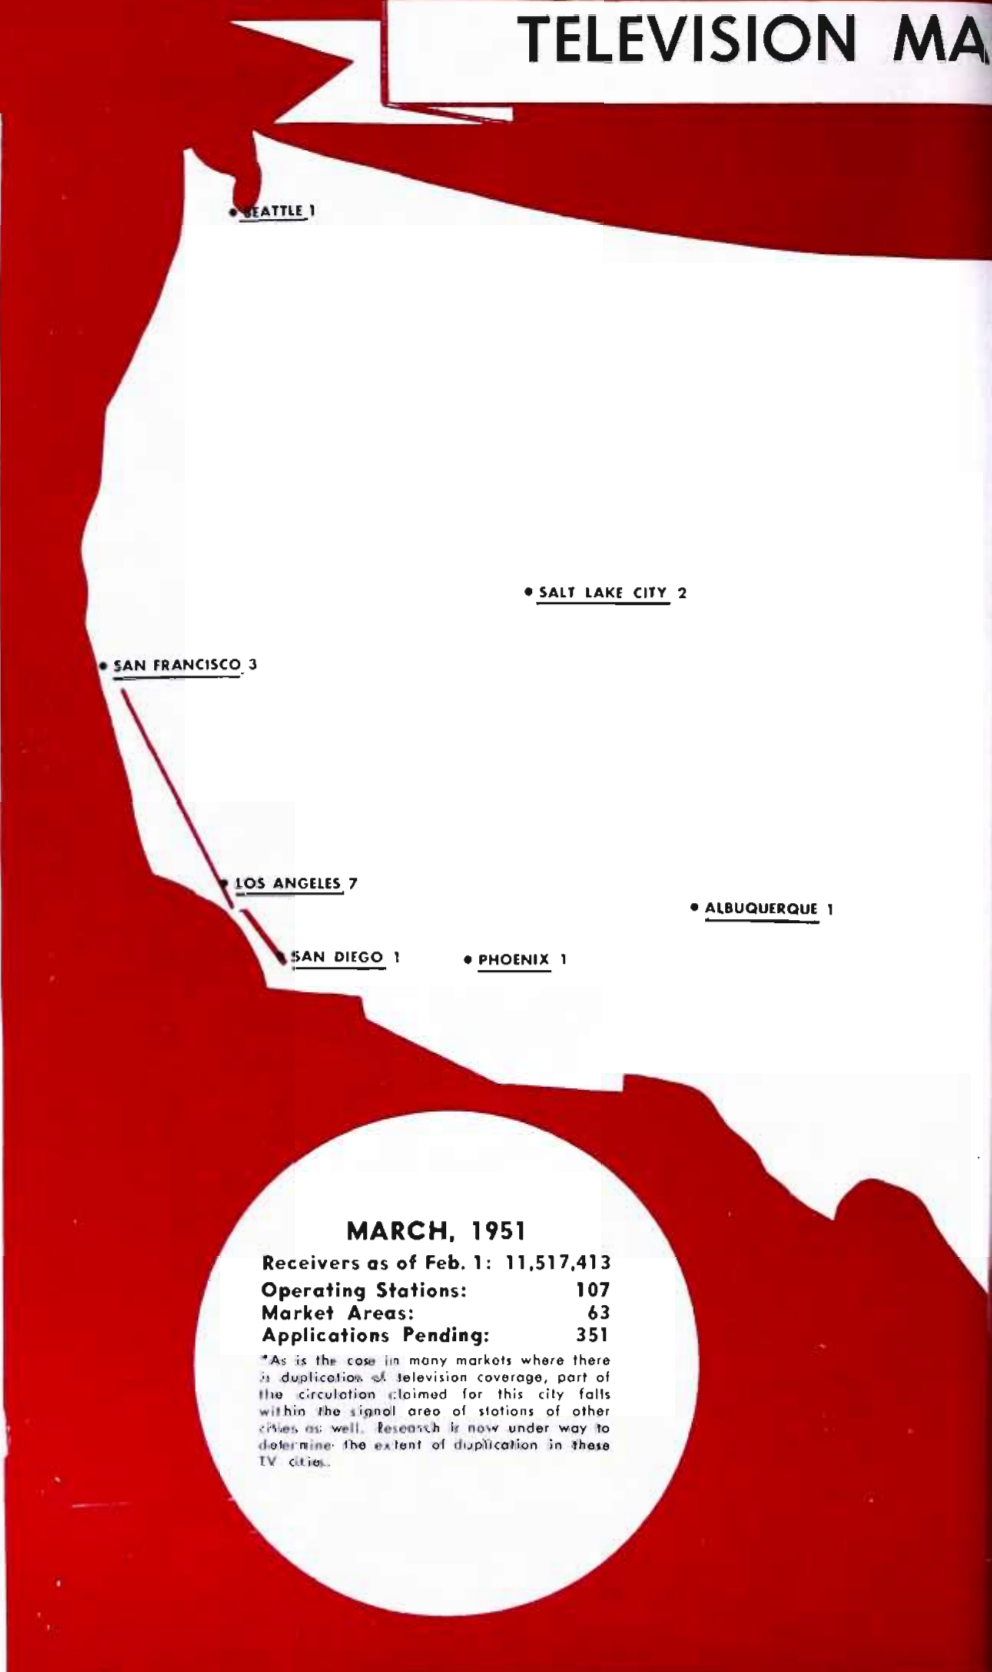 TELEVISION MA
SEATTLE 1
SALT LAKE CITY 2
SAN FRANCISCO 3
LOS ANGELES 7
ALBUQUERQUE 1
SAN DIEGO 1
PHOENIX 1
MARCH, 1951
Receivers as of Feb. 1: 11,517,413
Operating Stations: 107
Market Areas: 63
Applications Pending: 351
*As is the case in many markets where there
is duplication of television coverage, part of
the circulation claimed for this city falls
within the signal area of stations of other
cities as well. Research is now under way to
determine the extent of duplication in these
TV cities.